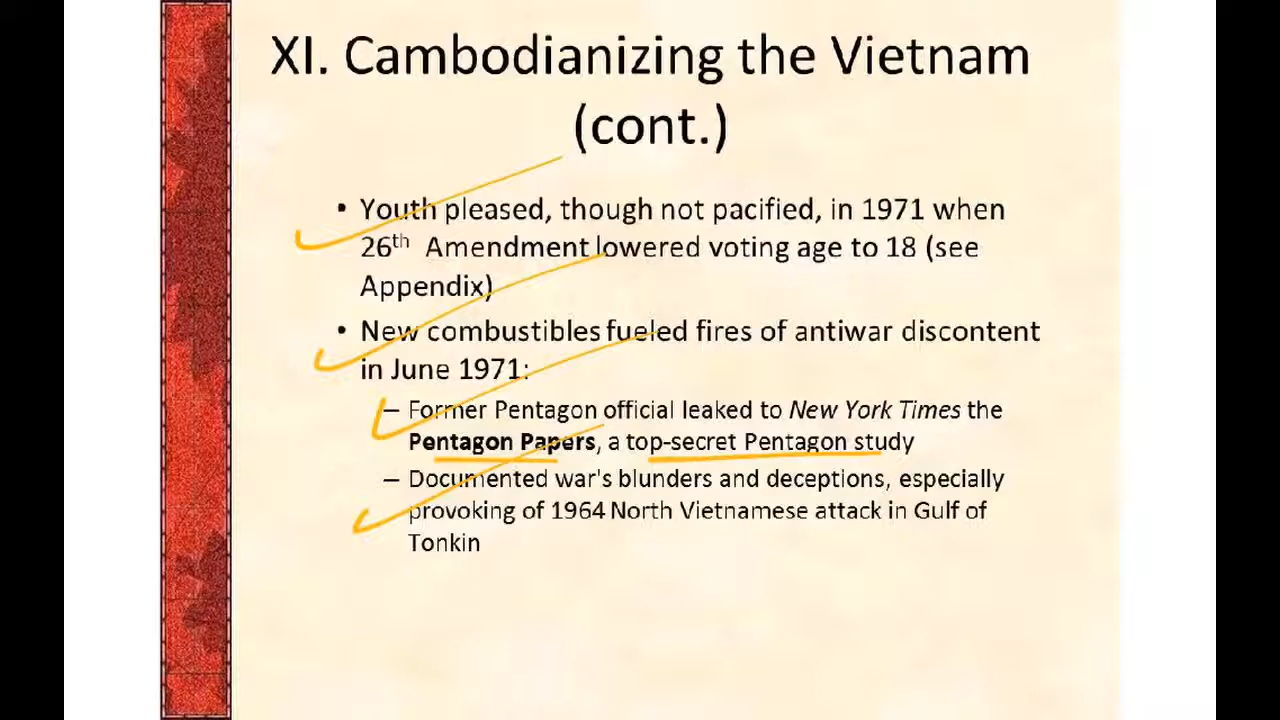 XI. Cambodianizing the Vietnam
(cont.)
• Youth pleased, though not pacified, in 1971 when
26th Amendment lowered voting age to 18 (see
Appendix)
• New combustibles fueled fires of antiwar discontent
in June 1971:
– Former Pentagon official leaked to New York Times the
Pentagon Papers, a top-secret Pentagon study
– Documented war's blunders and deceptions, especially
provoking of 1964 North Vietnamese attack in Gulf of
Tonkin